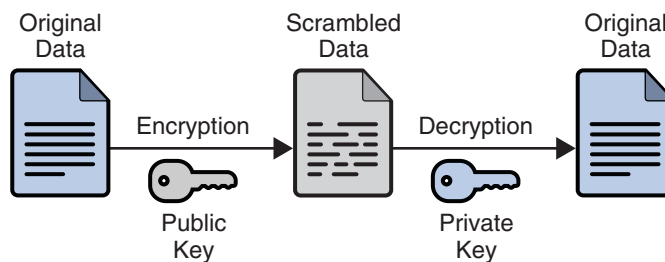 Original
Data
Scrambled
Data
Original
Data
Encryption
Decryption
Public
Key
Private
Key